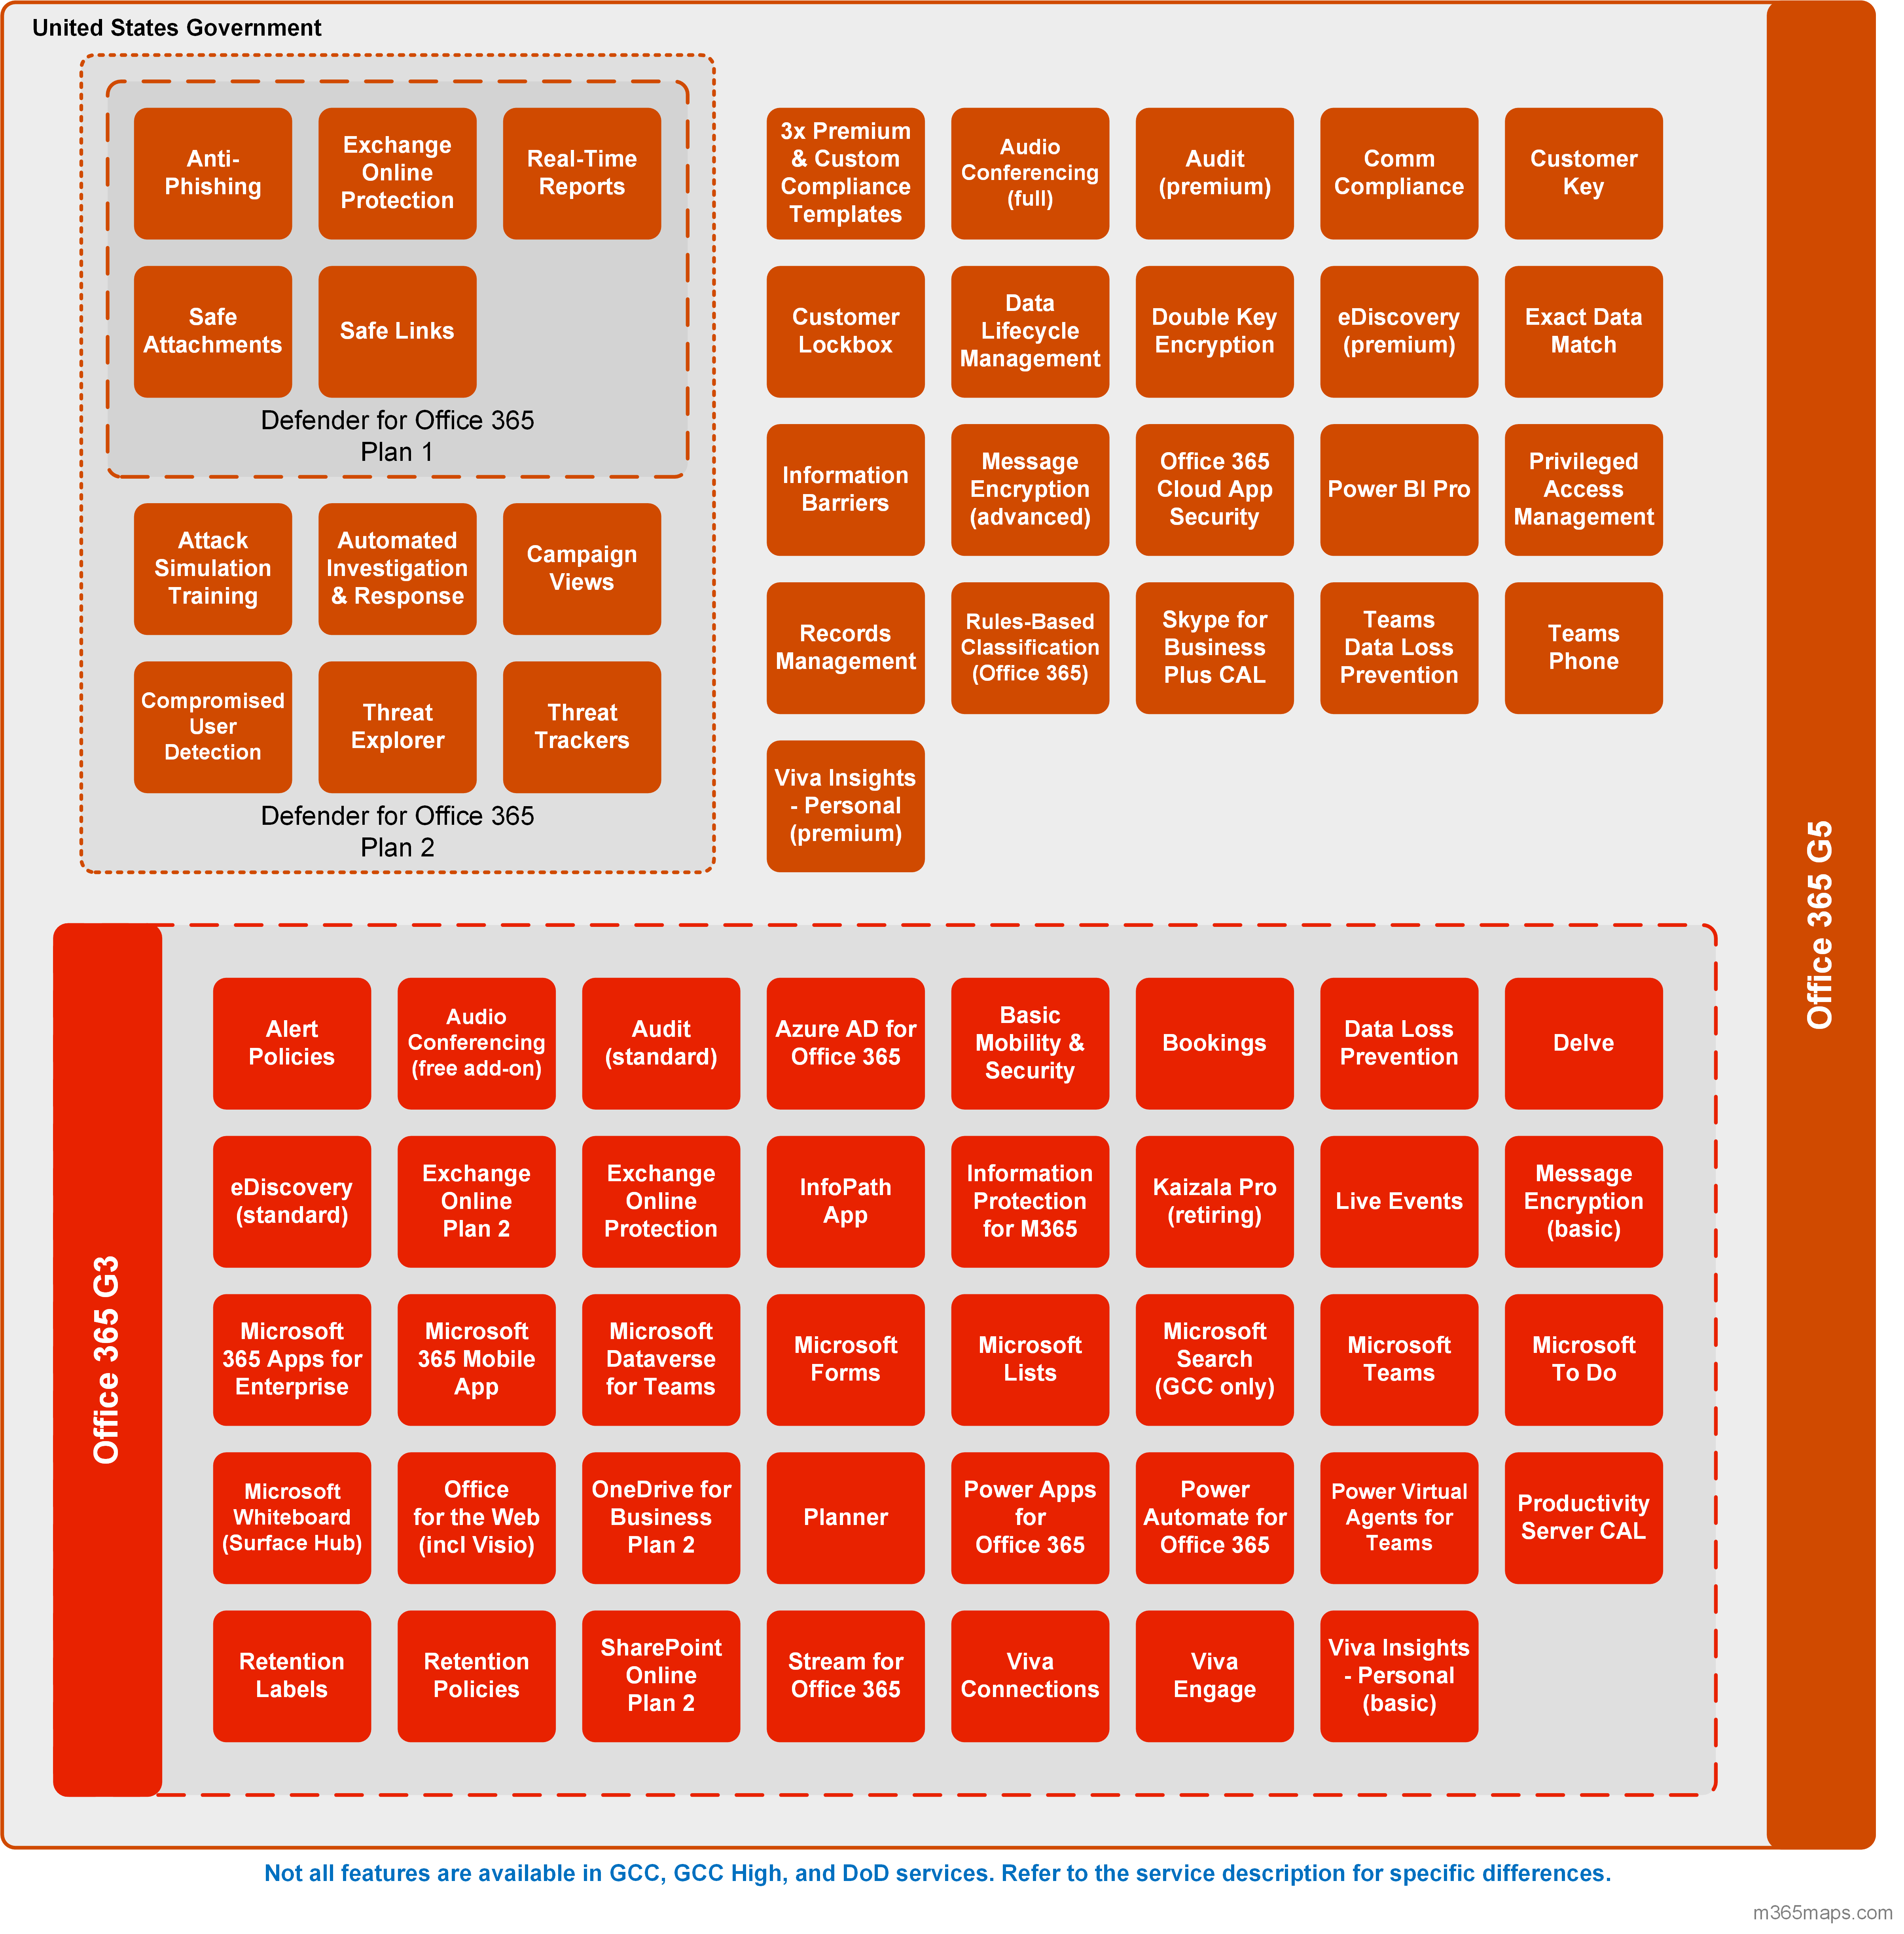 United States Government
Anti-
Phishing
Exchange
Online
Protection
Real-Time
Reports
Safe
Attachments
Safe Links
Defender for Office 365
Plan 1
Attack
Simulation
Training
Automated
Investigation
& Response
Campaign
Views
Compromised
User
Detection
Threat
Explorer
Threat
Trackers
Defender for Office 365
Plan 2
3x Premium
& Custom
Compliance
Templates
Audio
Conferencing
(full)
Audit
(premium)
Comm
Compliance
Customer
Key
Customer
Lockbox
Data
Lifecycle
Management
Double Key
Encryption
eDiscovery
(premium)
Exact Data
Match
Information
Barriers
Message
Encryption
(advanced)
Office 365
Cloud App
Security
Power BI Pro
Privileged
Access
Management
Records
Management
Rules-Based
Classification
(Office 365)
Skype for
Business
Plus CAL
Teams
Data Loss
Prevention
Teams
Phone
Viva Insights
- Personal
(premium)
Office 365 G5
Office 365 G3
Alert
Policies
Audio
Conferencing
(free add-on)
Audit
(standard)
Azure AD for
Office 365
Basic
Mobility &
Security
Bookings
Data Loss
Prevention
Delve
eDiscovery
(standard)
Exchange
Online
Plan 2
Exchange
Online
Protection
InfoPath
App
Information
Protection
for M365
Kaizala Pro
(retiring)
Live Events
Message
Encryption
(basic)
Microsoft
365 Apps for
Enterprise
Microsoft
365 Mobile
App
Microsoft
Dataverse
for Teams
Microsoft
Forms
Microsoft
Lists
Microsoft
Search
(GCC only)
Microsoft
Teams
Microsoft
To Do
Microsoft
Whiteboard
(Surface Hub)
Office
for the Web
(incl Visio)
OneDrive for
Business
Plan 2
Planner
Power Apps
for
Office 365
Power
Automate for
Office 365
Power Virtual
Agents for
Teams
Productivity
Server CAL
Retention
Labels
Retention
Policies
SharePoint
Online
Plan 2
Stream for
Office 365
Viva
Connections
Viva
Engage
Viva Insights
- Personal
(basic)
Not all features are available in GCC, GCC High, and DoD services. Refer to the service description for specific differences.
m365maps.com